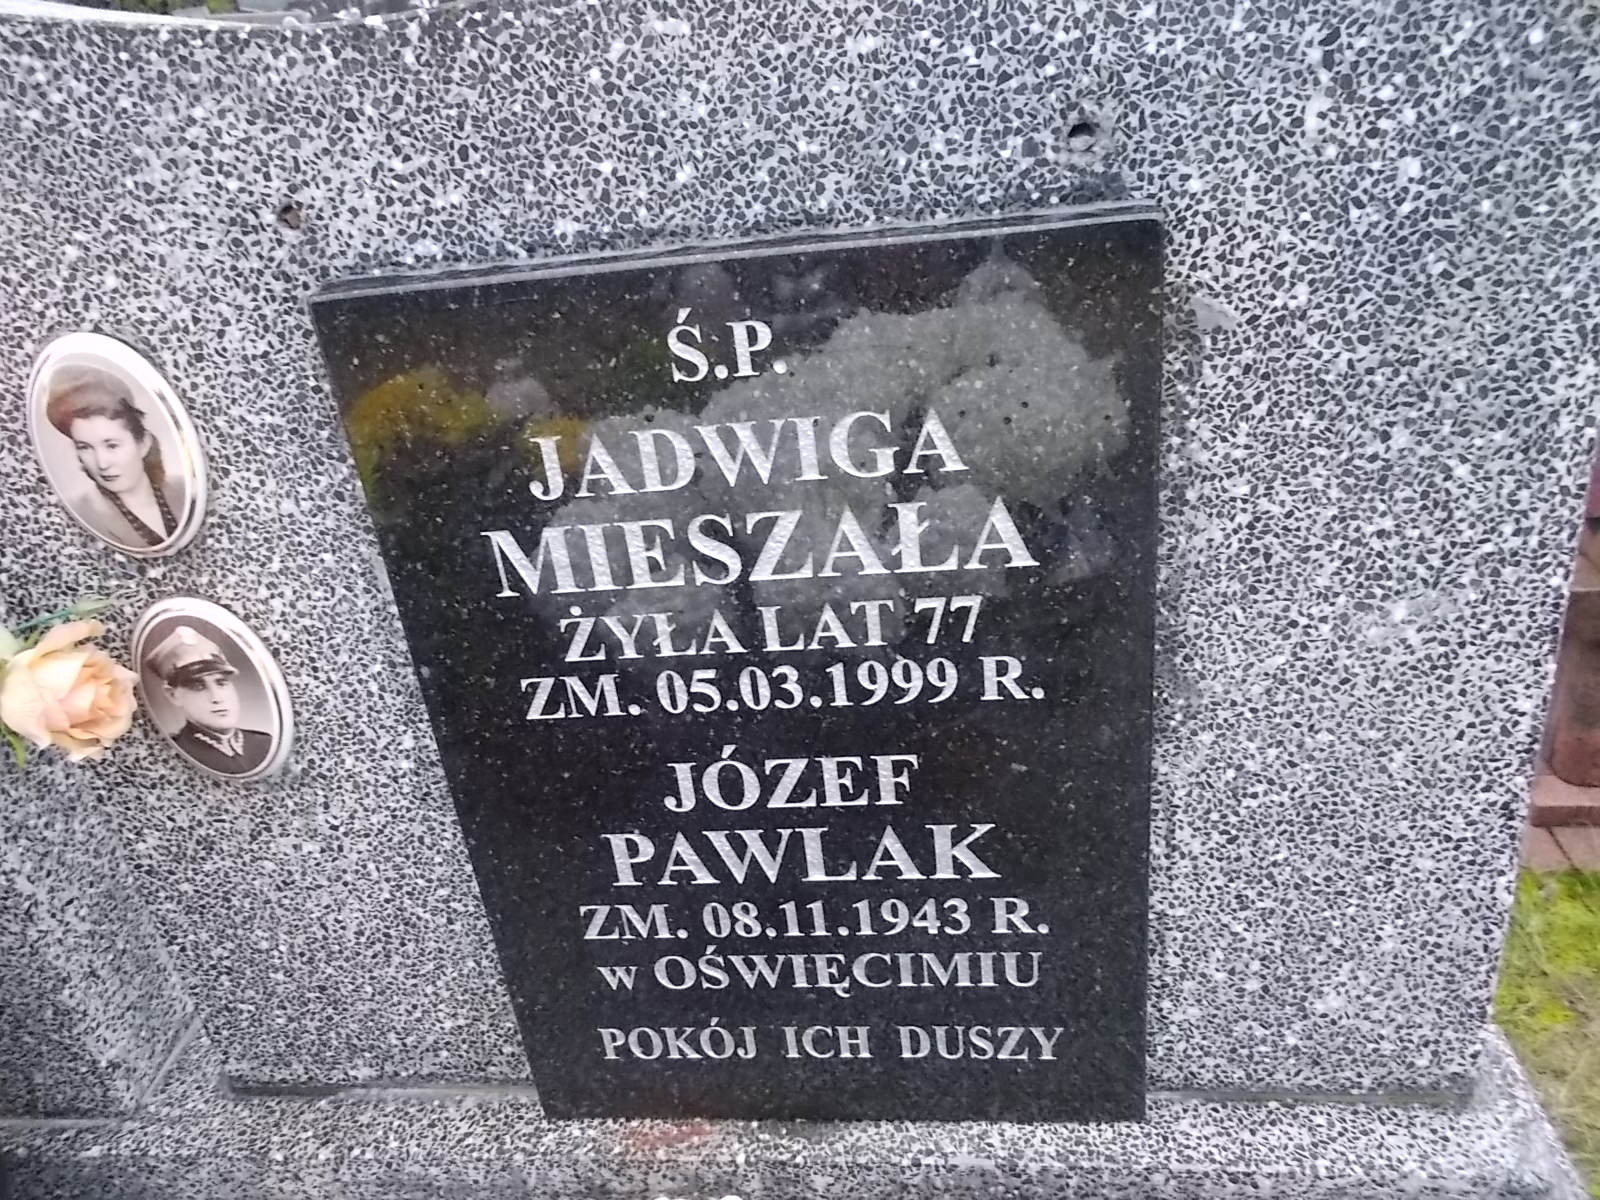 Ś.P.
JADWIGA
MIESZAŁA
ŻYŁA LAT 77
ZM. 05.03.1999 R.
JÓZEF
PAWLAK
ZM. 08.11.1943 R.
w OŚWIĘCIMIU
POKÓJ ICH DUSZY